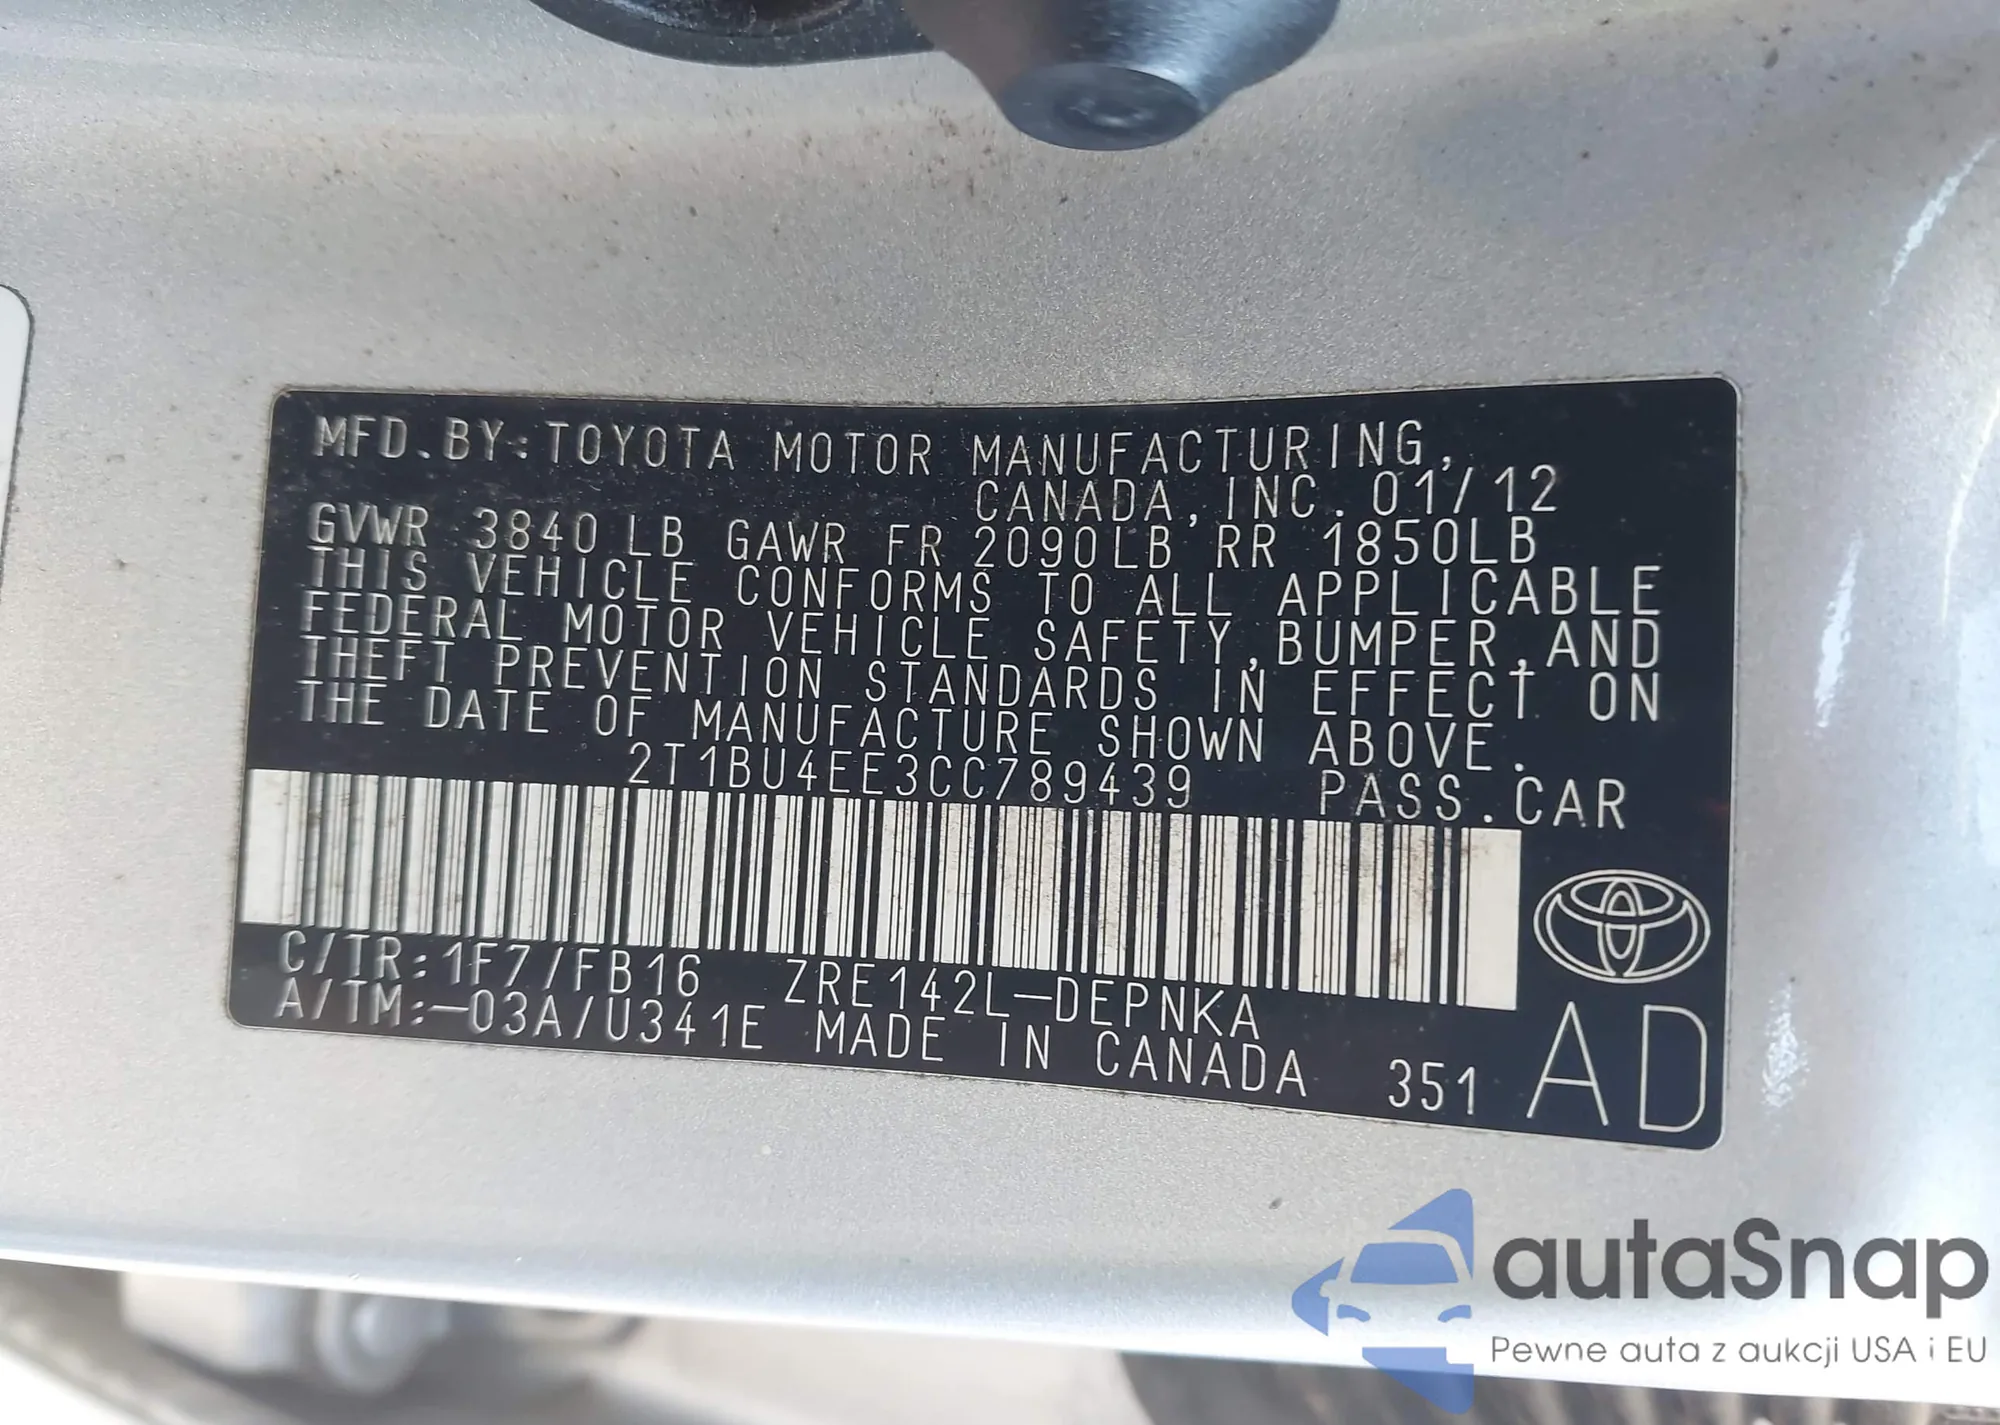 MFD.BY:TOYOTA MOTOR MANUFACTURING,
CANADA,INC. 01/12
GVWR 3840 LB GAWR FR 2090LB RR 1850LB
THIS VEHICLE CONFORMS TO ALL APPLICABLE
FEDERAL MOTOR VEHICLE SAFETY,BUMPER,AND
THEFT PREVENTION STANDARDS IN EFFECT ON
THE DATE OF MANUFACTURE SHOWN ABOVE.
2T1BU4EE3CC789439 PASS.CAR
C/TR:1F7/FB16 ZRE142L-DEPNKA
A/TM:-03A/U341E MADE IN CANADA 351 AD
autaSnap
Pewne auta z aukcji USA i EU